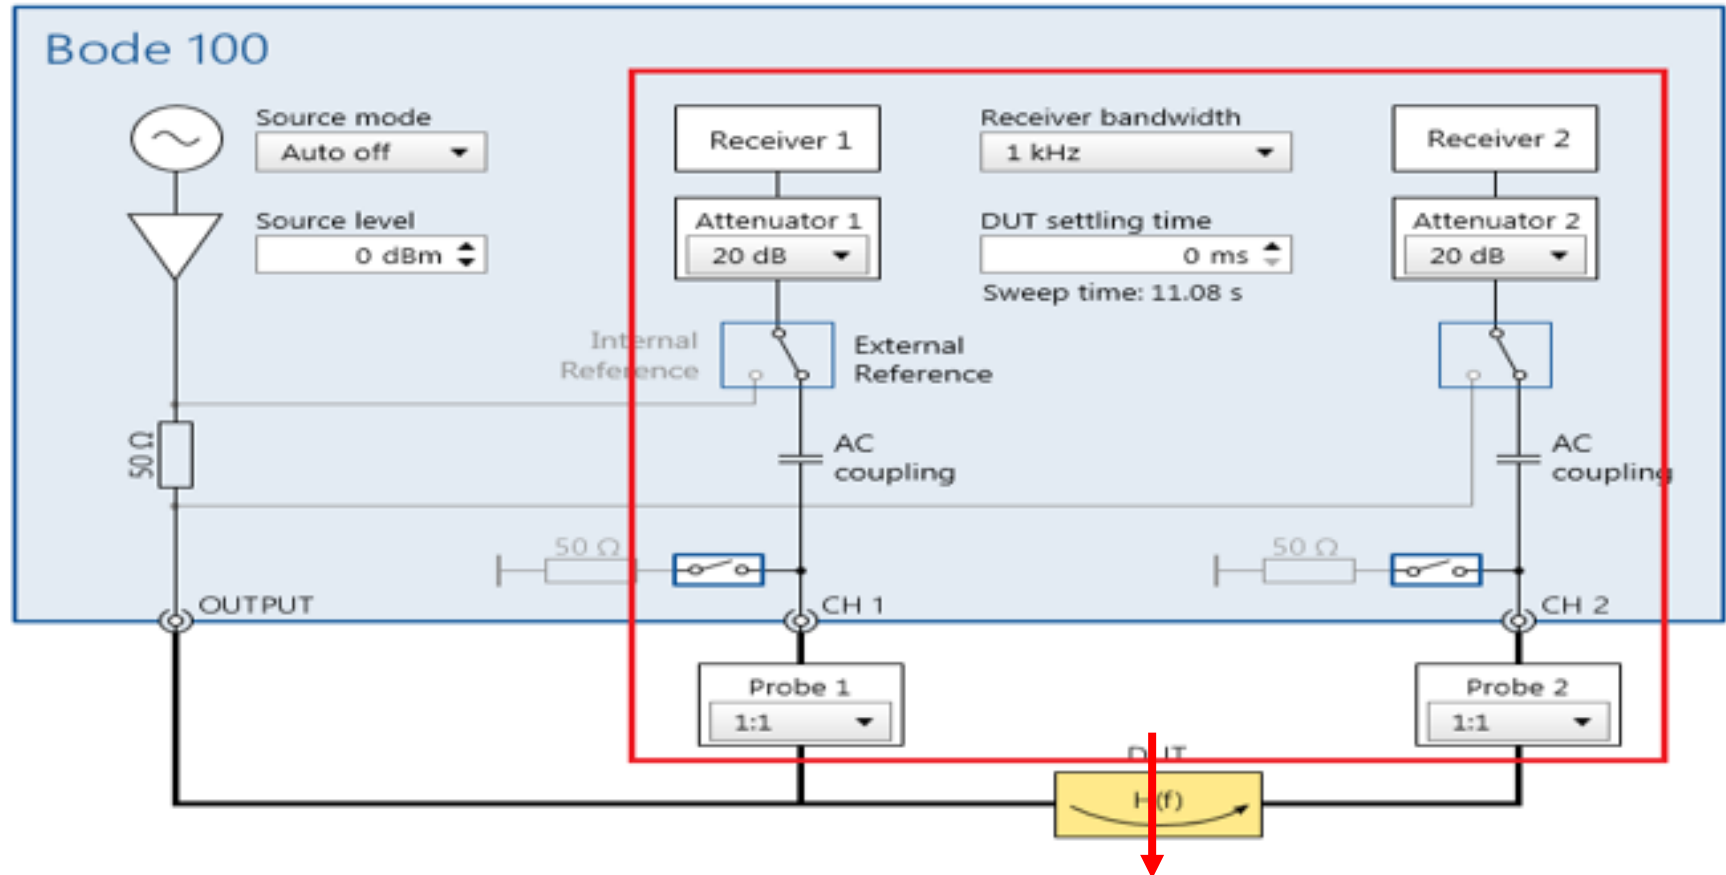 Bode 100
Source mode
Auto off
Source level
0 dBm
Receiver 1
Attenuator 1
20 dB
Receiver bandwidth
1 kHz
DUT settling time
0 ms
Sweep time: 11.08 s
Receiver 2
Attenuator 2
20 dB
Internal
Reference
External
Reference
50 Ω
AC
coupling
AC
coupling
50 Ω
50 Ω
OUTPUT
CH 1
CH 2
Probe 1
1:1
Probe 2
1:1
DUT
H(f)